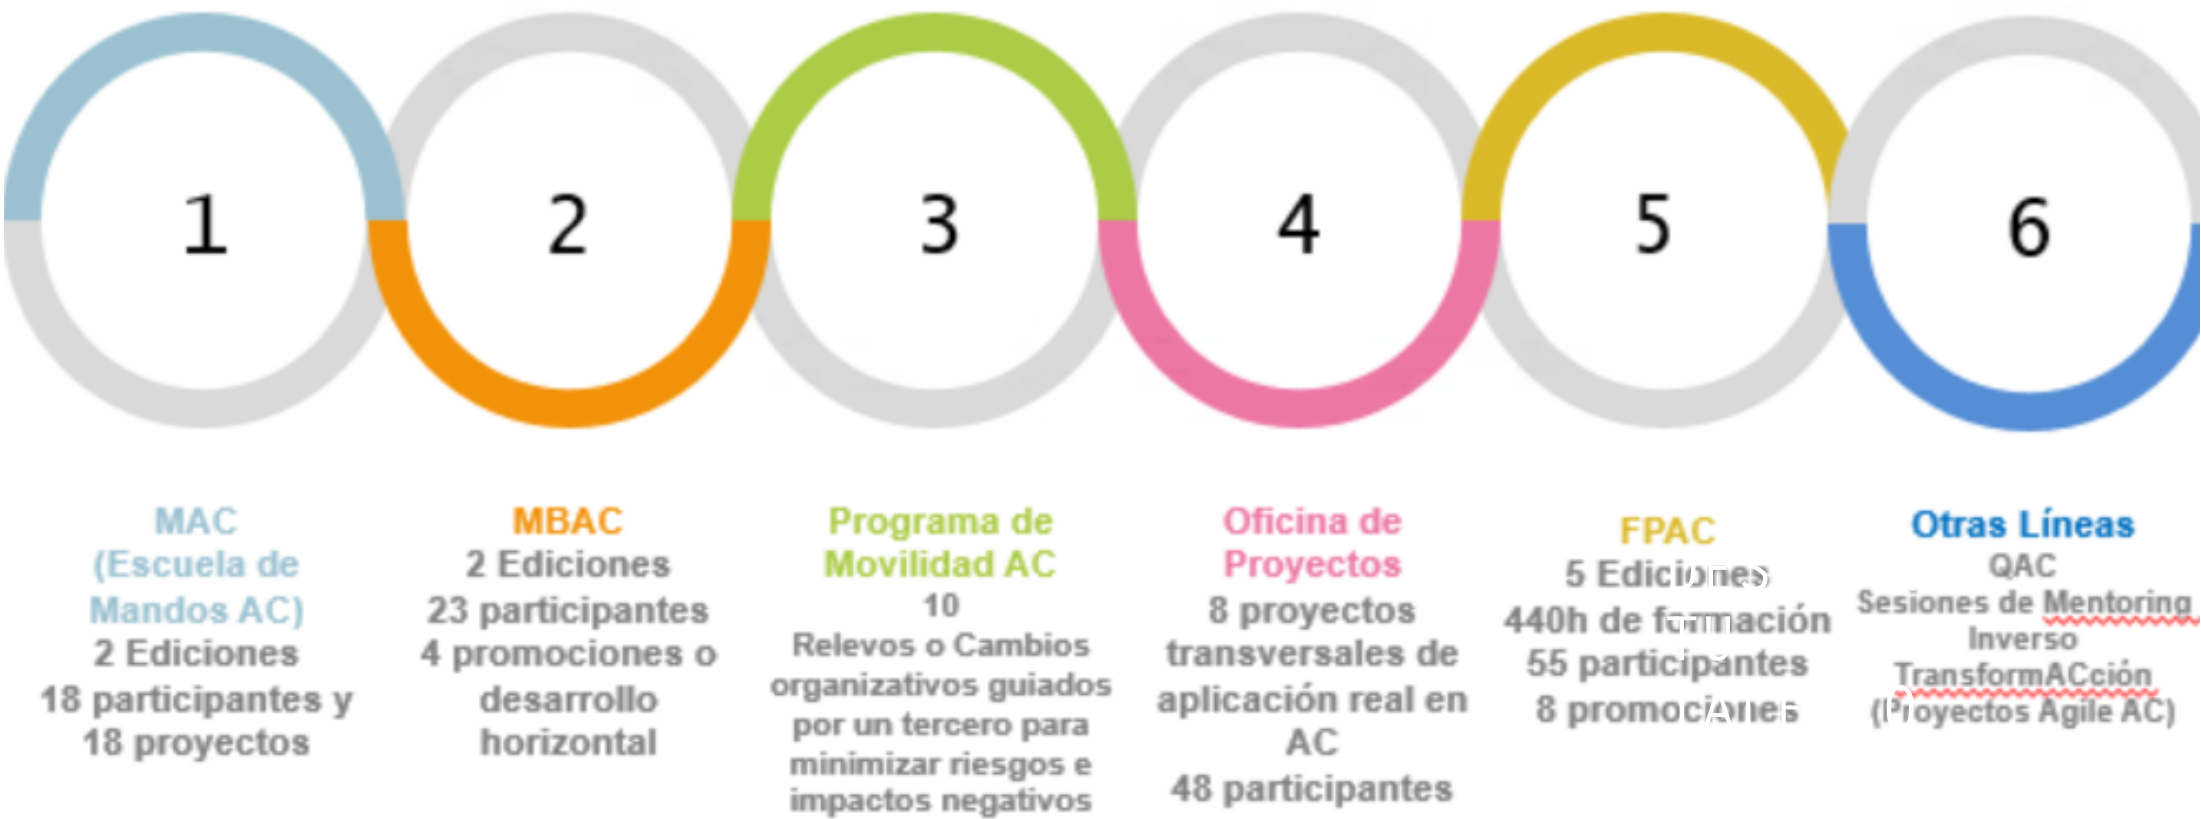 1
2
3
4
5
6
MAC
(Escuela de
Mandos AC)
2 Ediciones
18 participantes y
18 proyectos
MBAC
2 Ediciones
23 participantes
4 promociones o
desarrollo
horizontal
Programa de
Movilidad AC
10
Relevos o Cambios
organizativos guiados
por un tercero para
minimizar riesgos e
impactos negativos
Oficina de
Proyectos
8 proyectos
transversales de
aplicación real en
AC
48 participantes
FPAC
5 Ediciones
440h de formación
55 participantes
8 promociones
Otras Líneas
QAC
Sesiones de Mentoring
Inverso
TransformACción
(Proyectos Agile AC)